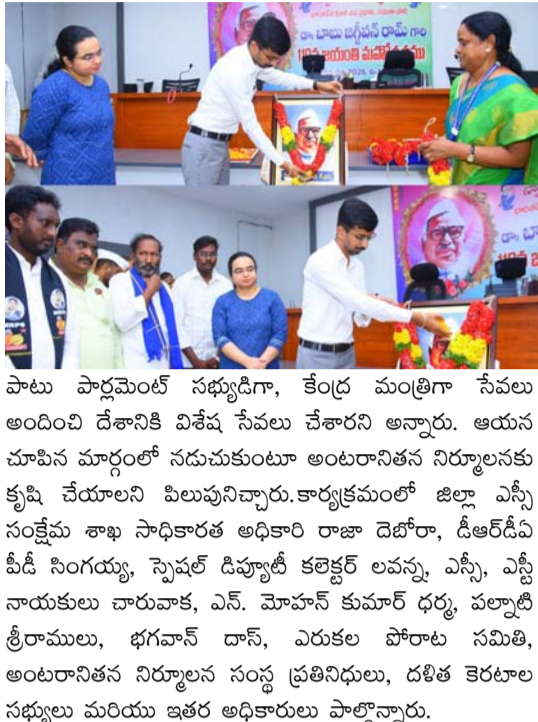 డా॥ బాబు జగ్జీవన్ రామ్ గారి
పాటు పార్లమెంట్ సభ్యుడిగా, కేంద్ర మంత్రిగా సేవలు
అందించి దేశానికి విశేష సేవలు చేశారని అన్నారు. ఆయన
చూపిన మార్గంలో నడుచుకుంటూ అంటరానితన నిర్మూలనకు
కృషి చేయాలని పిలుపునిచ్చారు.కార్యక్రమంలో జిల్లా ఎస్సీ
సంక్షేమ శాఖ సాధికారత అధికారి రాజా దెబోరా, డీఆర్‌డీఏ
పీడీ సింగయ్య, స్పెషల్ డిప్యూటీ కలెక్టర్ లవన్న, ఎస్సీ, ఎస్టీ
నాయకులు చారువాక, ఎన్. మోహన్ కుమార్ ధర్మ, పల్నాటి
శ్రీరాములు, భగవాన్ దాస్, ఎరుకల పోరాట సమితి,
అంటరానితన నిర్మూలన సంస్థ ప్రతినిధులు, దళిత కెరటాల
సభ్యులు మరియు ఇతర అధికారులు పాల్గొన్నారు.